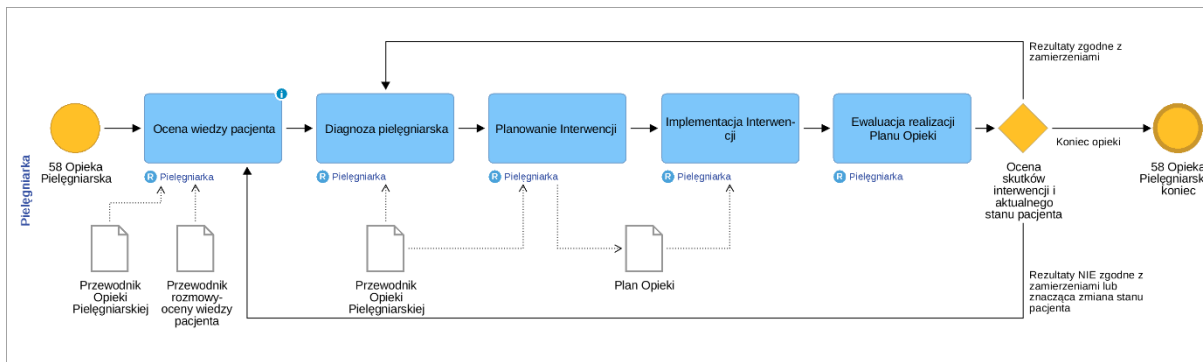 Rezultaty zgodne z
zamierzeniami
Ocena wiedzy pacjenta
Diagnoza pielęgniarska
Planowanie Interwencji
Implementacja Interwen-
cji
Ewaluacja realizacji
Planu Opieki
Koniec opieki
58 Opieka
Pielęgniarska
R Pielęgniarka
R Pielęgniarka
R Pielęgniarka
R Pielęgniarka
R Pielęgniarka
Ocena
skutków
interwencji i
aktualnego
stanu pacjenta
58 Opieka
Pielęgniarska
koniec
Pielęgniarka
Przewodnik
Opieki
Pielęgniarskiej
Przewodnik
rozmowy-
oceny wiedzy
pacjenta
Przewodnik
Opieki
Pielęgniarskiej
Plan Opieki
Rezultaty NIE zgodne z
zamierzeniami lub
znacząca zmiana stanu
pacjenta